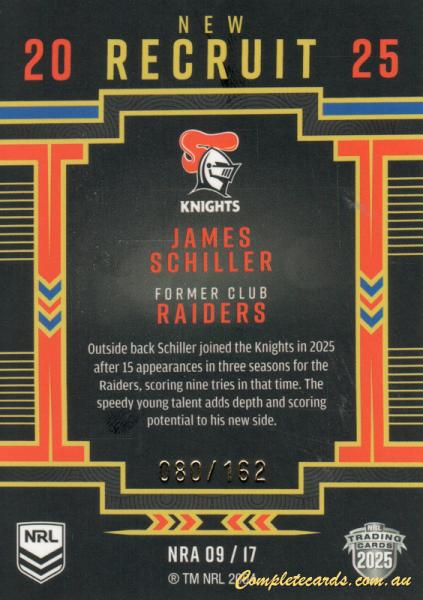 NEW
20 RECRUIT 25
KNIGHTS
JAMES
SCHILLER
FORMER CLUB
RAIDERS
Outside back Schiller joined the Knights in 2025
after 15 appearances in three seasons for the
Raiders, scoring nine tries in that time. The
speedy young talent adds depth and scoring
potential to his new side.
080/162
NRL
NRA 09 / 17
® TM NRL
NRL
TRADING
CARDS
2025
Completecards.com.au